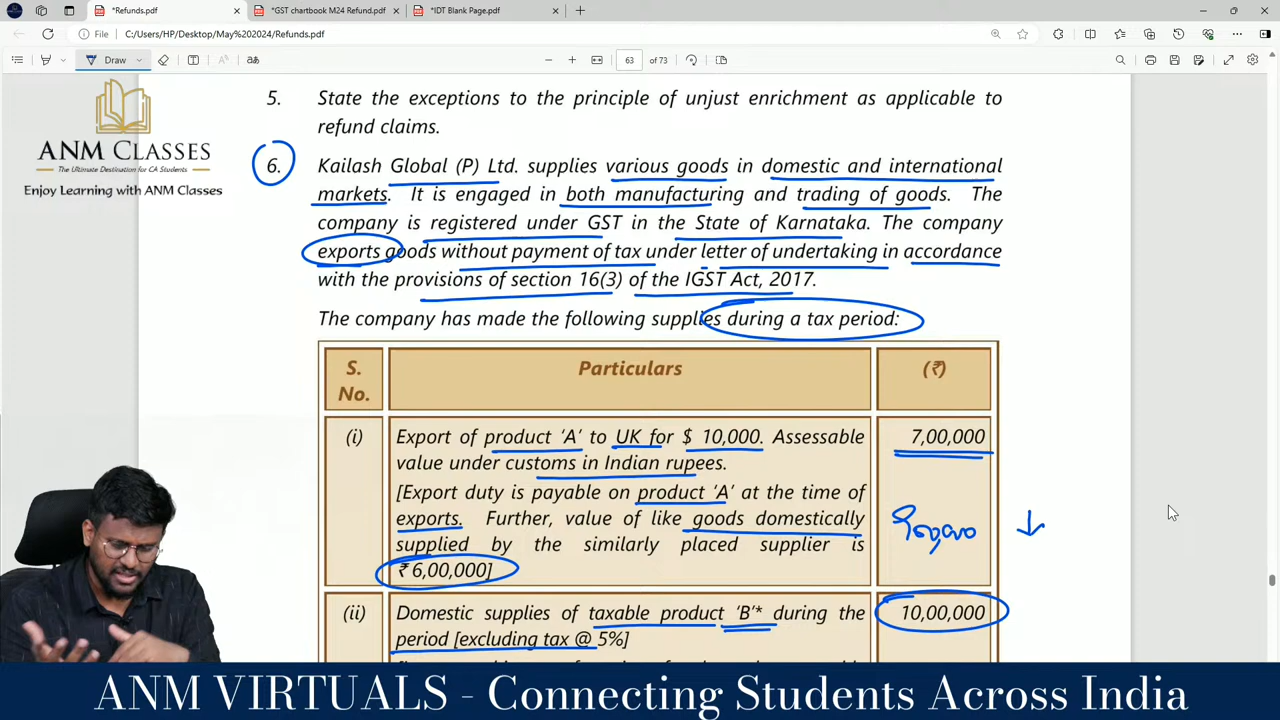 *Refunds.pdf
*GST chartbook M24 Refund.pdf
*IDT Blank Page.pdf
File
C:/Users/HP/Desktop/May%202024/Refunds.pdf
Draw
63 of 73
ANM CLASSES
The Ultimate Destination for CA Students
Enjoy Learning with ANM Classes
5. State the exceptions to the principle of unjust enrichment as applicable to
refund claims.
6. Kailash Global (P) Ltd. supplies various goods in domestic and international
markets. It is engaged in both manufacturing and trading of goods. The
company is registered under GST in the State of Karnataka. The company
exports goods without payment of tax under letter of undertaking in accordance
with the provisions of section 16(3) of the IGST Act, 2017.
The company has made the following supplies during a tax period:
S. No.
Particulars
(₹)
(i)
Export of product ‘A’ to UK for $ 10,000. Assessable
value under customs in Indian rupees.
[Export duty is payable on product ‘A’ at the time of
exports. Further, value of like goods domestically
supplied by the similarly placed supplier is
₹ 6,00,000]
7,00,000
(ii)
Domestic supplies of taxable product ‘B’* during the
period [excluding tax @ 5%]
10,00,000
ANM VIRTUALS - Connecting Students Across India